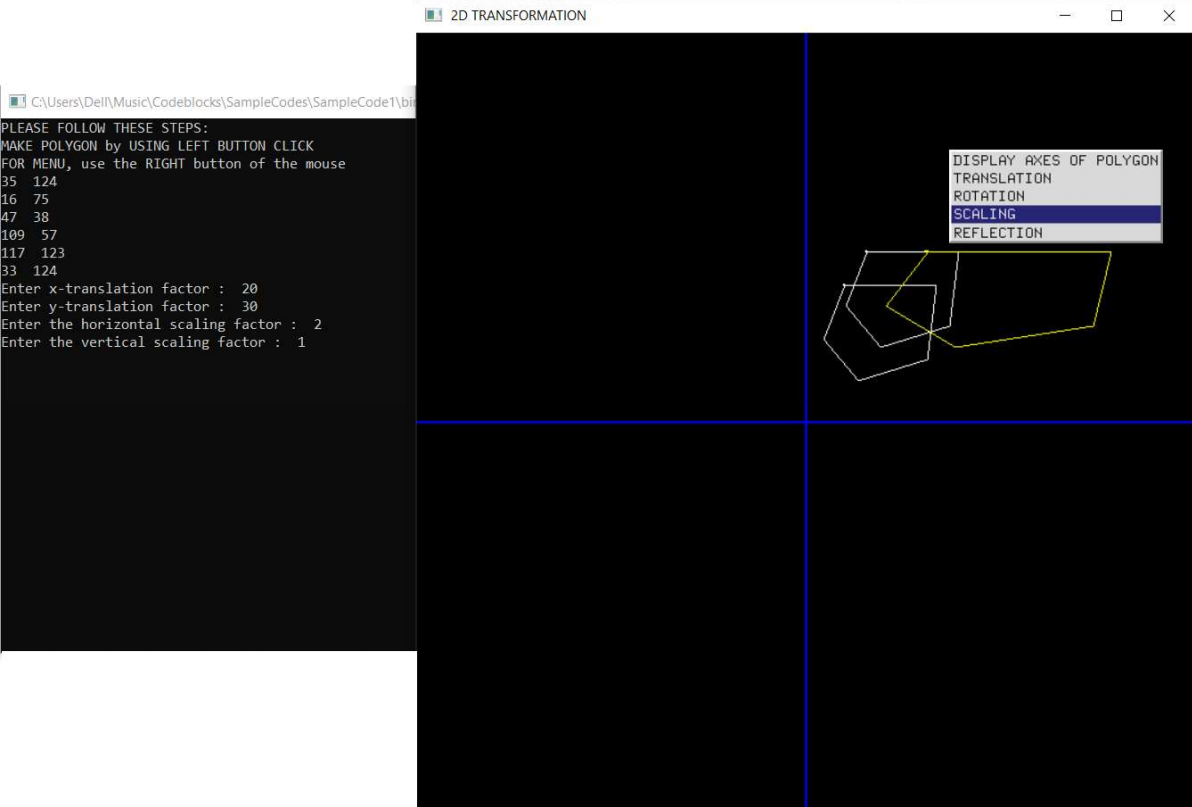 2D TRANSFORMATION
C:\Users\Dell\Music\Codeblocks\SampleCodes\SampleCode1\bi
PLEASE FOLLOW THESE STEPS:
MAKE POLYGON by USING LEFT BUTTON CLICK
FOR MENU, use the RIGHT button of the mouse
35 124
16 75
47 38
109 57
117 123
33 124
Enter x-translation factor : 20
Enter y-translation factor : 30
Enter the horizontal scaling factor : 2
Enter the vertical scaling factor : 1
DISPLAY AXES OF POLYGON
TRANSLATION
ROTATION
SCALING
REFLECTION